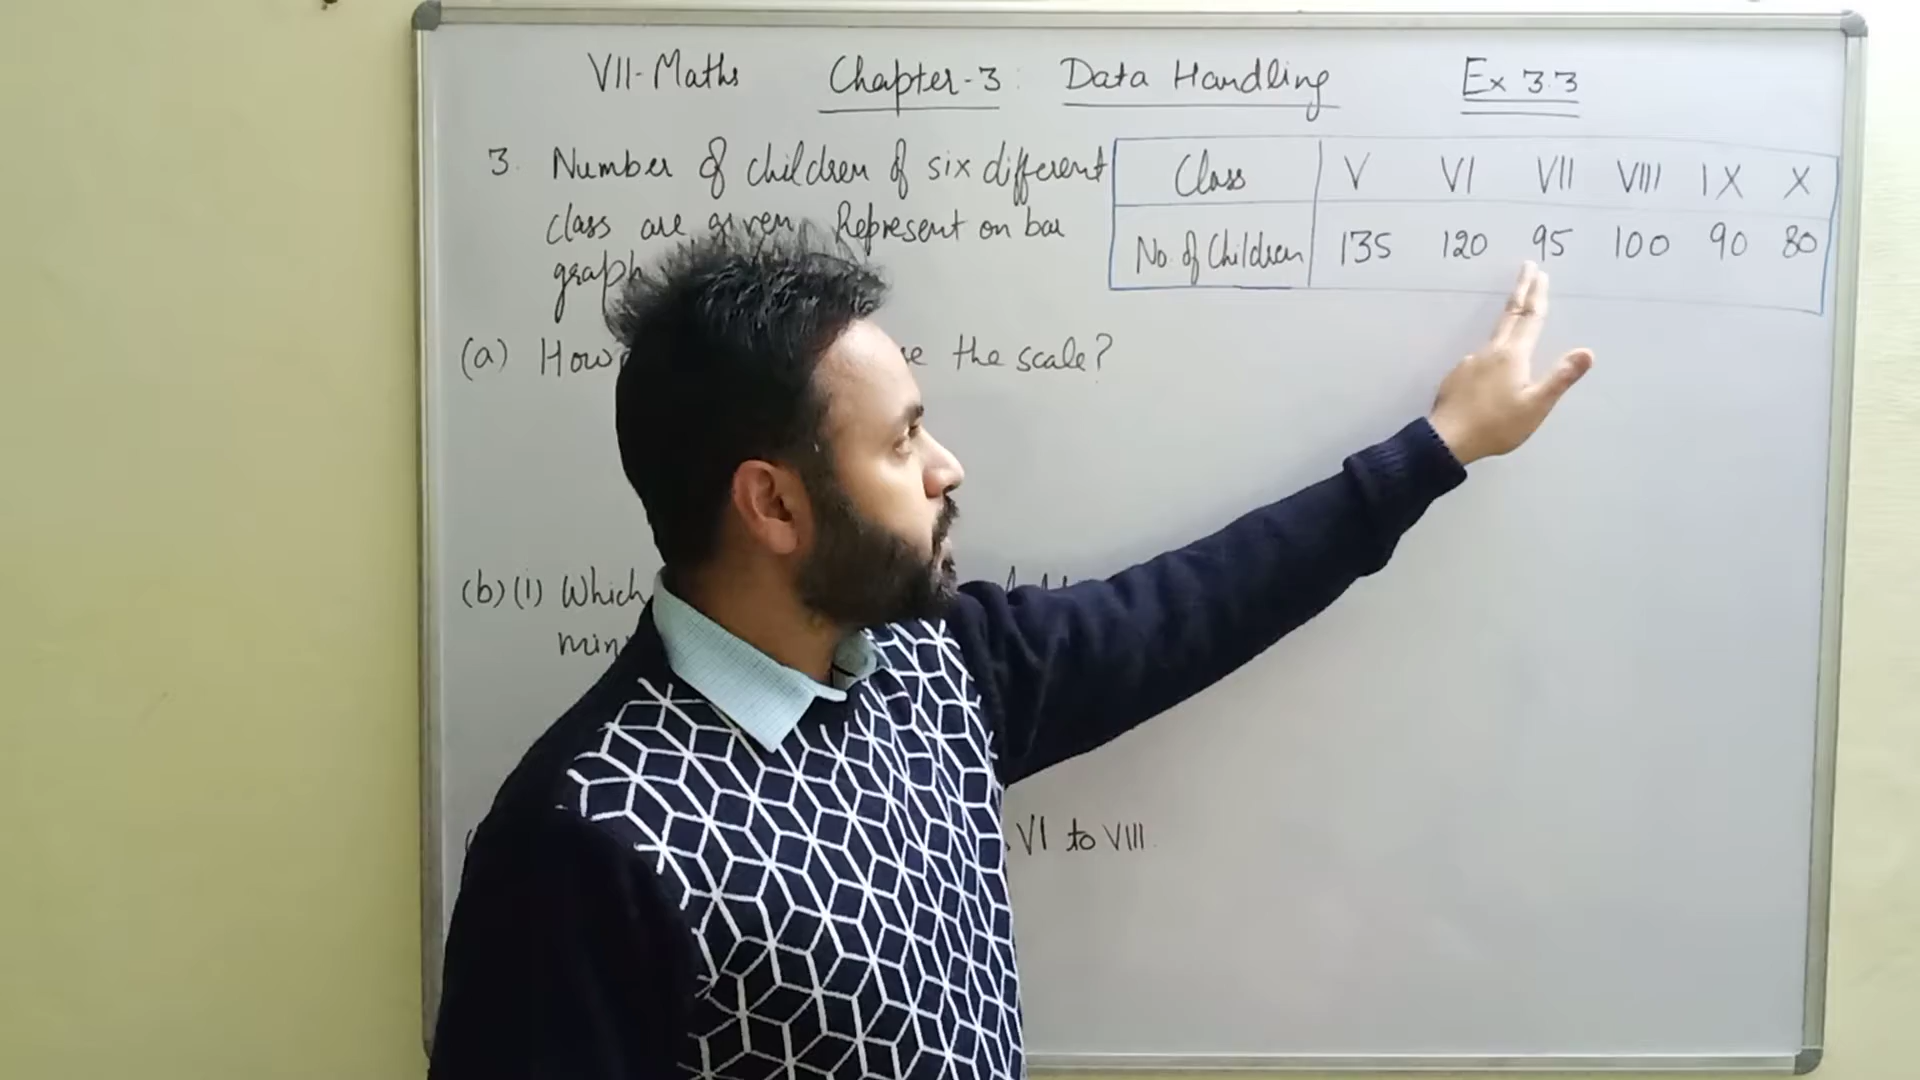 VII-Maths Chapter-3: Data Handling Ex 3.3
3. Number of children of six different
class are given. Represent on bar
graph
Class V VI VII VIII IX X
No. of Children 135 120 95 100 90 80
(a) How the scale?
(b) (i) Which
VI to VIII.